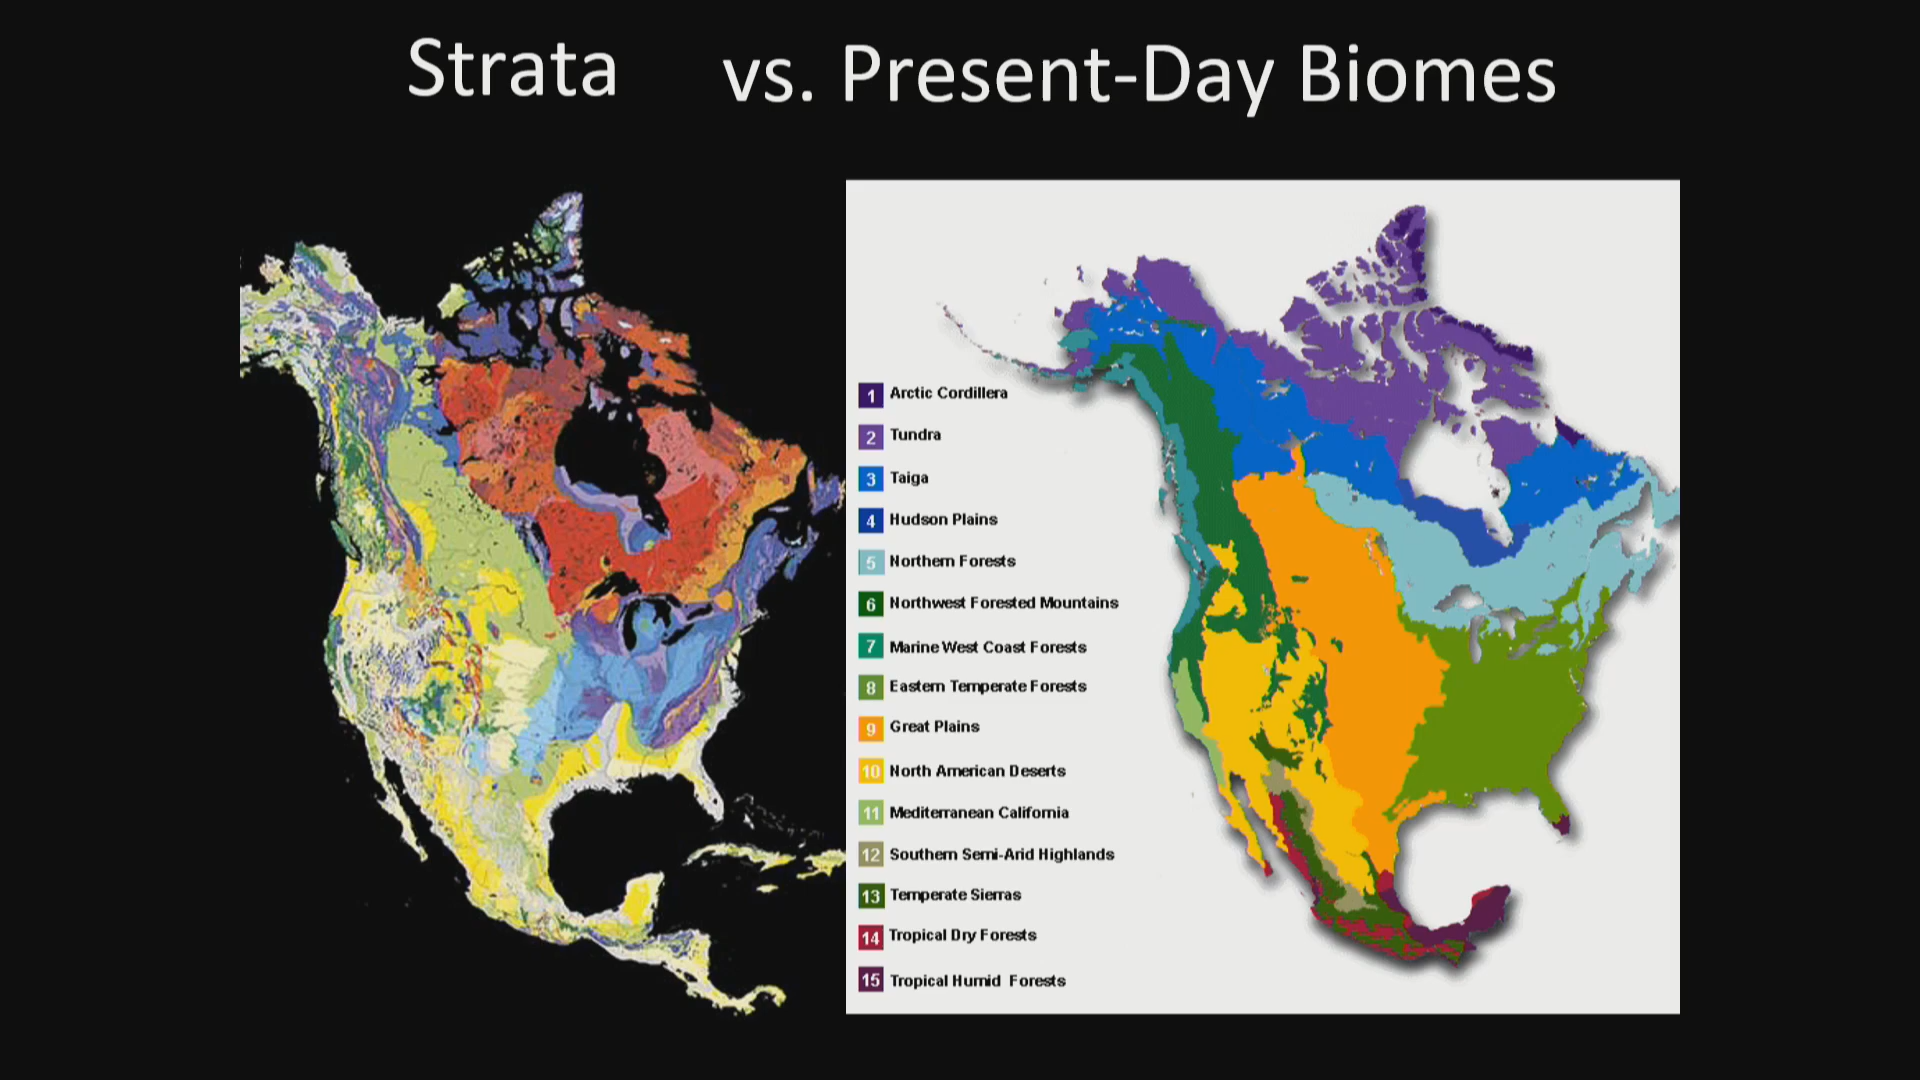 Strata vs. Present-Day Biomes
1 Arctic Cordillera
2 Tundra
3 Taiga
4 Hudson Plains
5 Northern Forests
6 Northwest Forested Mountains
7 Marine West Coast Forests
8 Eastern Temperate Forests
9 Great Plains
10 North American Deserts
11 Mediterranean California
12 Southern Semi-Arid Highlands
13 Temperate Sierras
14 Tropical Dry Forests
15 Tropical Humid Forests